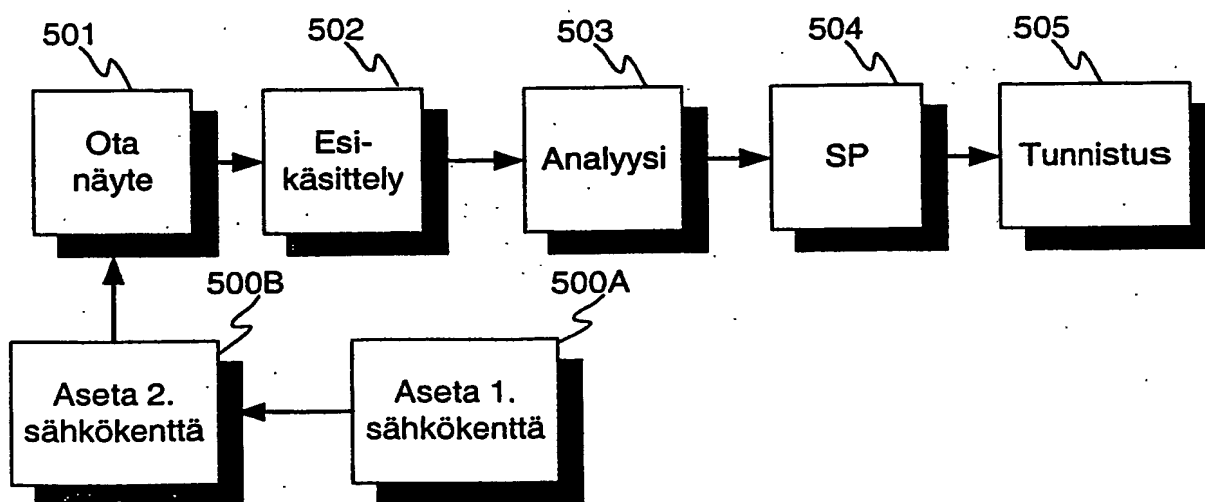 501
502
503
504
505
Ota
näyte
Esi-
käsittely
Analyysi
SP
Tunnistus
500B
500A
Aseta 2.
sähkökenttä
Aseta 1.
sähkökenttä